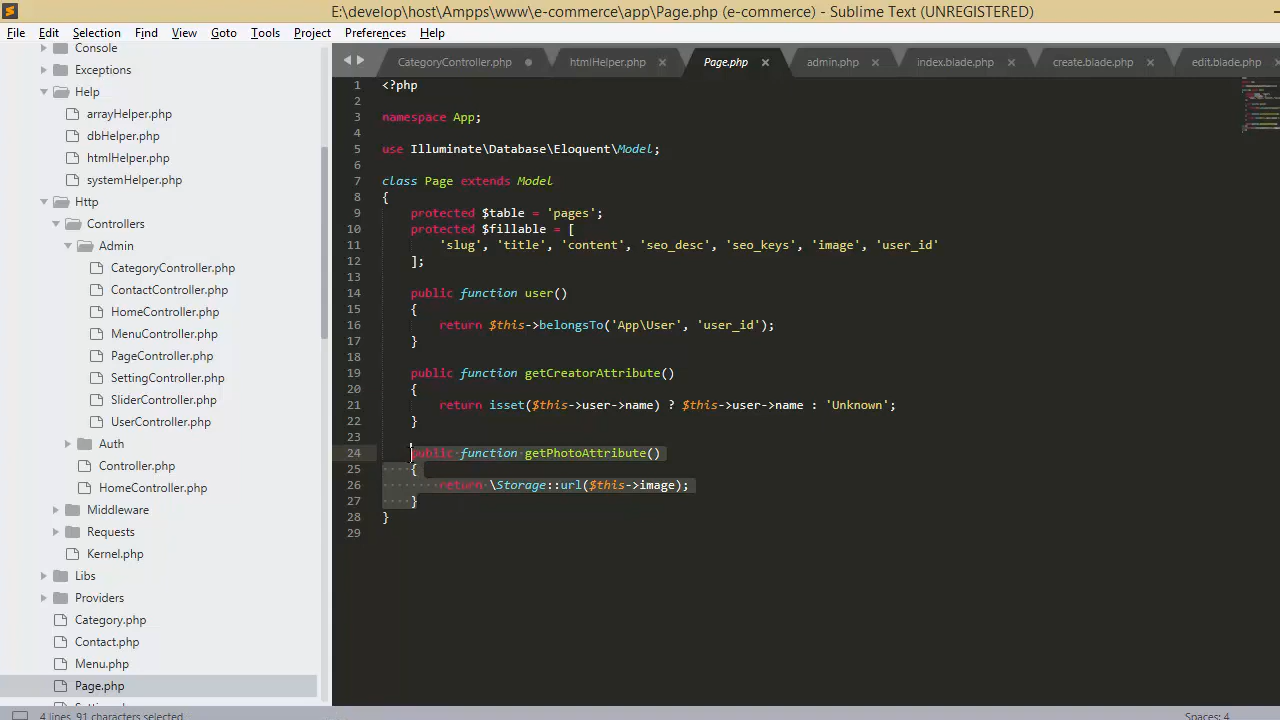 E:\develop\host\Ampps\www\e-commerce\app\Page.php (e-commerce) - Sublime Text (UNREGISTERED)
File Edit Selection Find View Goto Tools Project Preferences Help
Console
Exceptions
Help
arrayHelper.php
dbHelper.php
htmlHelper.php
systemHelper.php
Http
Controllers
Admin
CategoryController.php
ContactController.php
HomeController.php
MenuController.php
PageController.php
SettingController.php
SliderController.php
UserController.php
Auth
Controller.php
HomeController.php
Middleware
Requests
Kernel.php
Libs
Providers
Category.php
Contact.php
Menu.php
Page.php
CategoryController.php htmlHelper.php Page.php admin.php index.blade.php create.blade.php edit.blade.php
1 <?php
2
3 namespace App;
4
5 use Illuminate\Database\Eloquent\Model;
6
7 class Page extends Model
8 {
9 protected $table = 'pages';
10 protected $fillable = [
11 'slug', 'title', 'content', 'seo_desc', 'seo_keys', 'image', 'user_id'
12 ];
13
14 public function user()
15 {
16 return $this->belongsTo('App\User', 'user_id');
17 }
18
19 public function getCreatorAttribute()
20 {
21 return isset($this->user->name) ? $this->user->name : 'Unknown';
22 }
23
24 public function getPhotoAttribute()
25 {
26 return \Storage::url($this->image);
27 }
28 }
29
4 lines, 91 characters selected
Spaces: 4